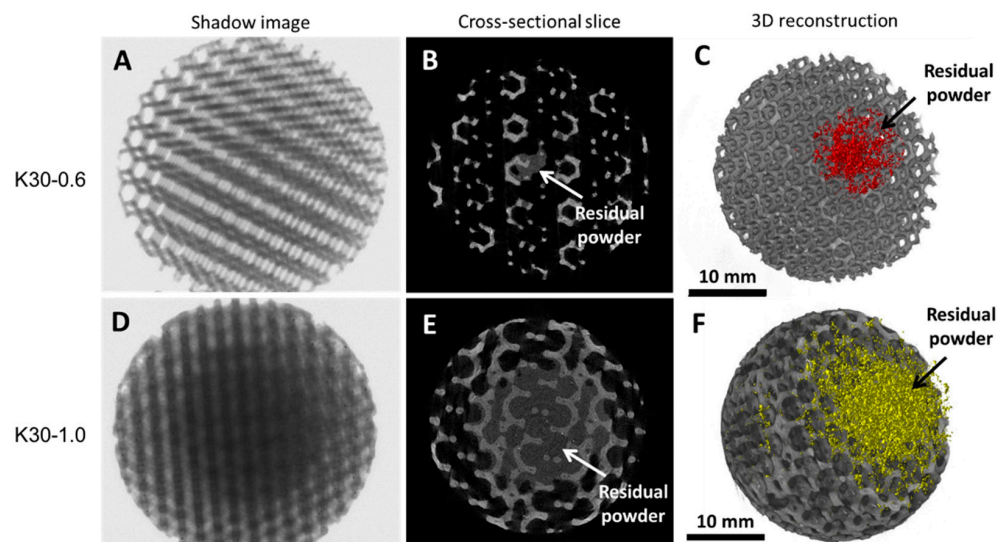 Shadow image
Cross-sectional slice
3D reconstruction
K30-0.6
A
B
Residual
powder
C
Residual
powder
10 mm
K30-1.0
D
E
Residual
powder
F
Residual
powder
10 mm